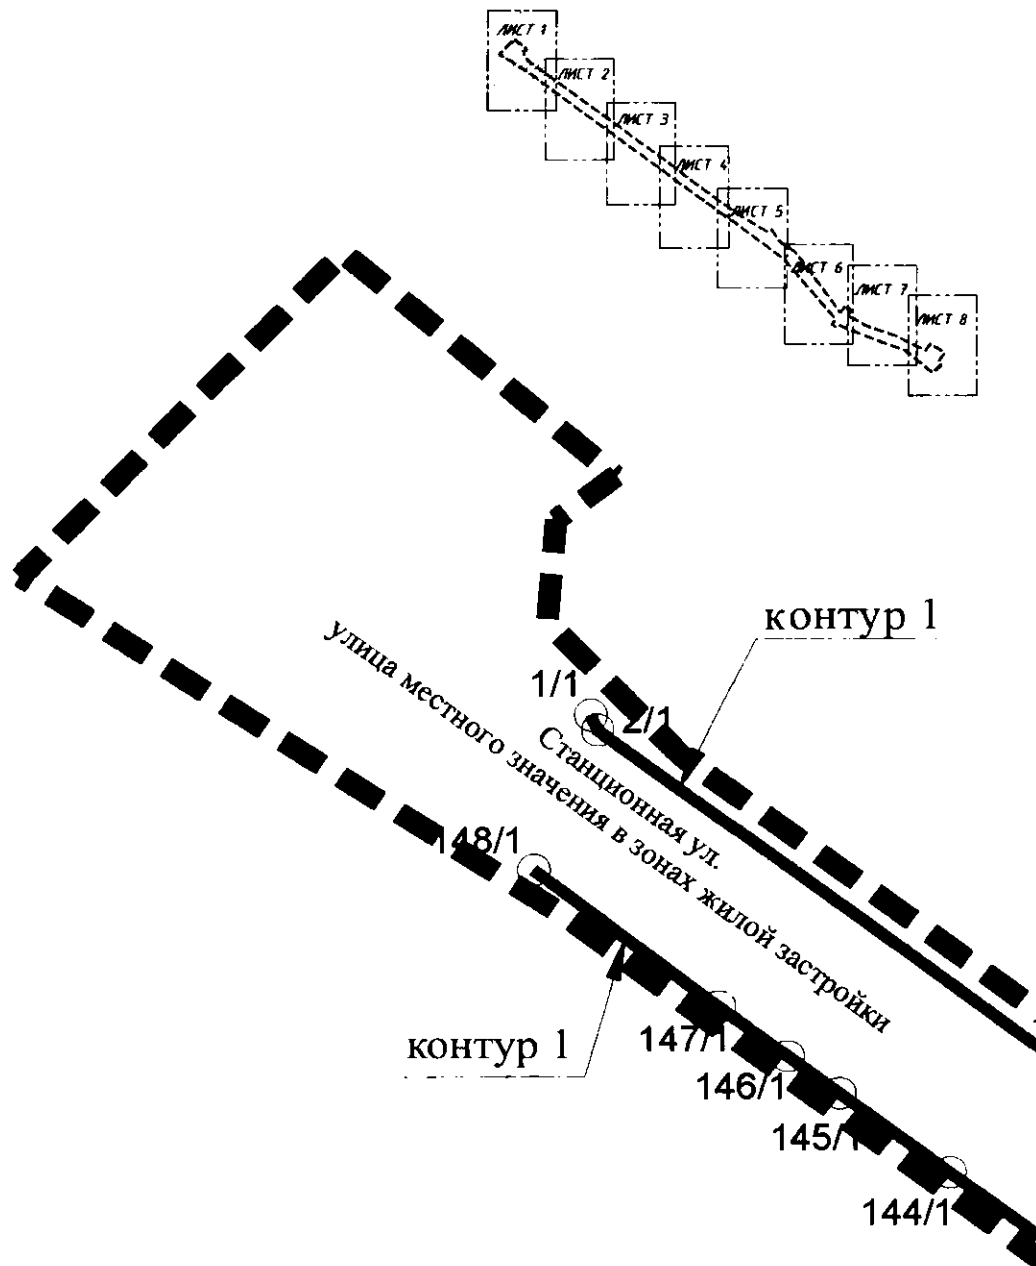 ЛИСТ 1
ЛИСТ 2
ЛИСТ 3
ЛИСТ 4
ЛИСТ 5
ЛИСТ 6
ЛИСТ 7
ЛИСТ 8
контур 1
1/1
2/1
улица местного значения в зонах жилой застройки
Станционная ул.
148/1
контур 1
147/1
146/1
145/1
144/1